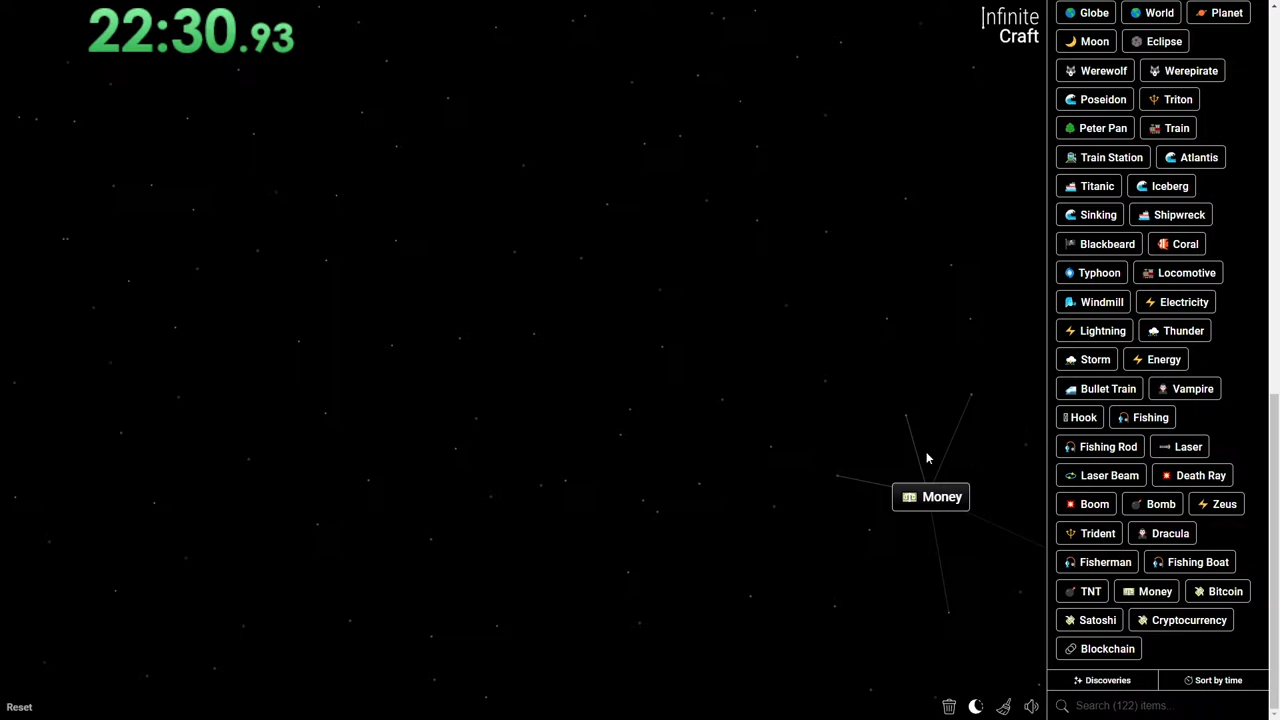 22:30.93
Infinite
Craft
Globe World Planet
Moon Eclipse
Werewolf Werepirate
Poseidon Triton
Peter Pan Train
Train Station Atlantis
Titanic Iceberg
Sinking Shipwreck
Blackbeard Coral
Typhoon Locomotive
Windmill Electricity
Lightning Thunder
Storm Energy
Bullet Train Vampire
Hook Fishing
Fishing Rod Laser
Laser Beam Death Ray
Money
Boom Bomb Zeus
Trident Dracula
Fisherman Fishing Boat
TNT Money Bitcoin
Satoshi Cryptocurrency
Blockchain
Discoveries Sort by time
Reset
Search (122) items...